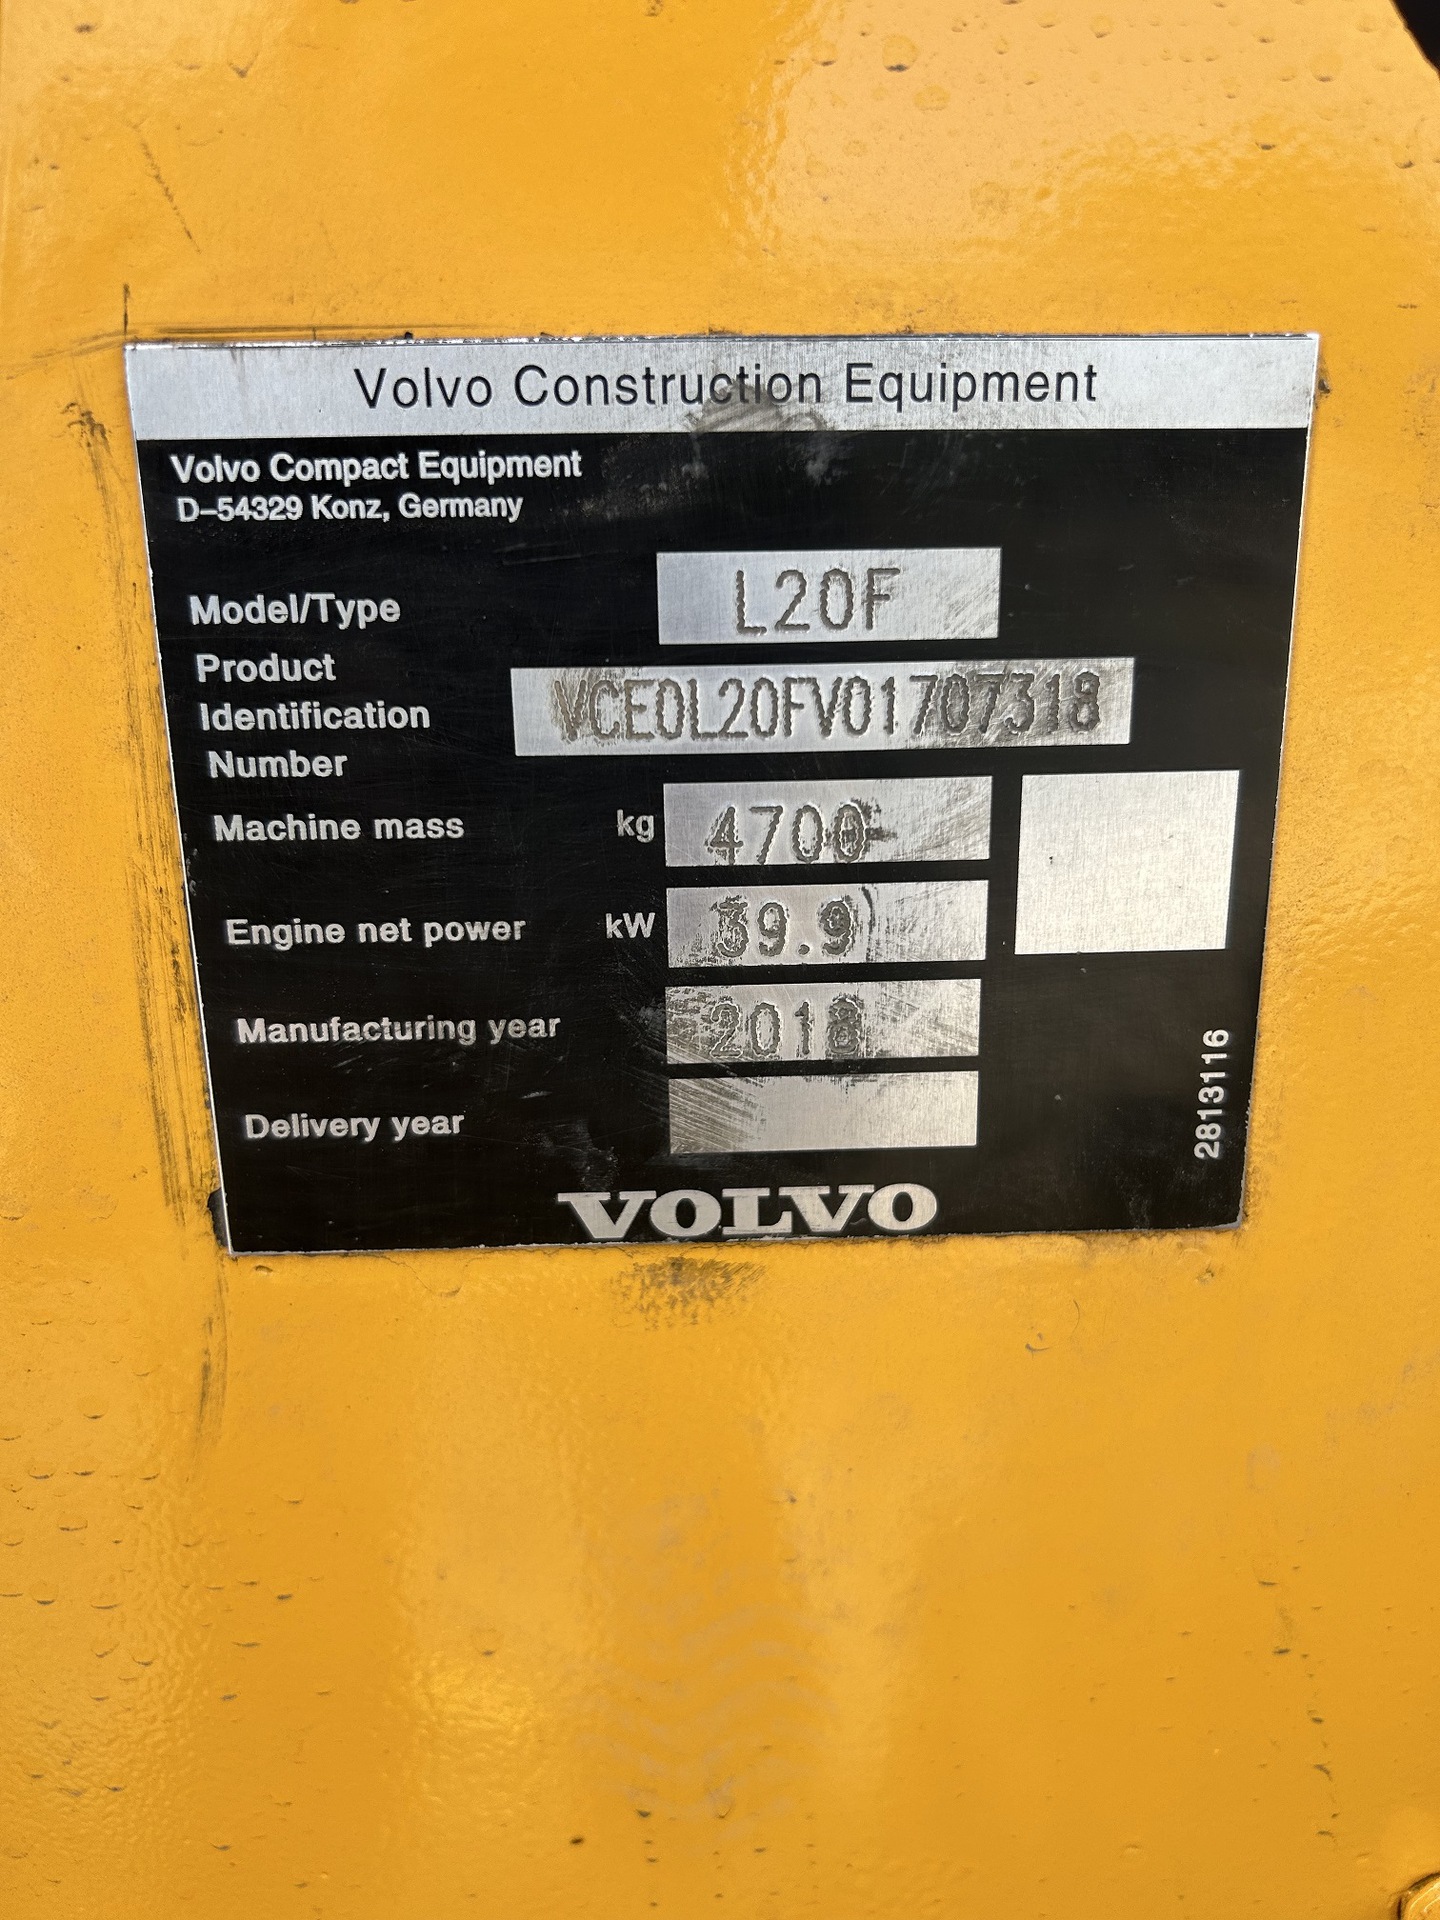 Volvo Construction Equipment
Volvo Compact Equipment
D-54329 Konz, Germany
Model/Type L20F
Product
Identification VCE0L20FV01707318
Number
Machine mass kg 4700
Engine net power kW 39.9
Manufacturing year 2018
Delivery year
2813116
VOLVO